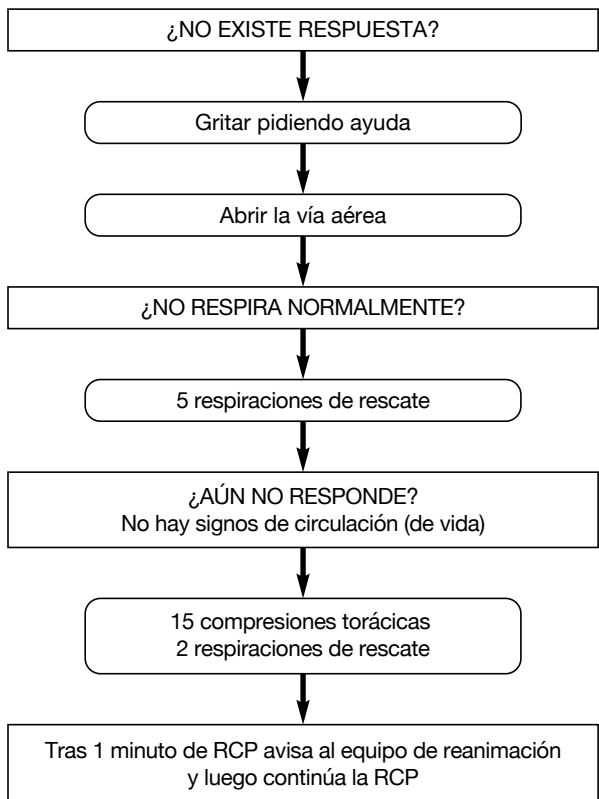 ¿NO EXISTE RESPUESTA?
Gritar pidiendo ayuda
Abrir la vía aérea
¿NO RESPIRA NORMALMENTE?
5 respiraciones de rescate
¿AÚN NO RESPONDE?
No hay signos de circulación (de vida)
15 compresiones torácicas
2 respiraciones de rescate
Tras 1 minuto de RCP avisa al equipo de reanimación
y luego continúa la RCP